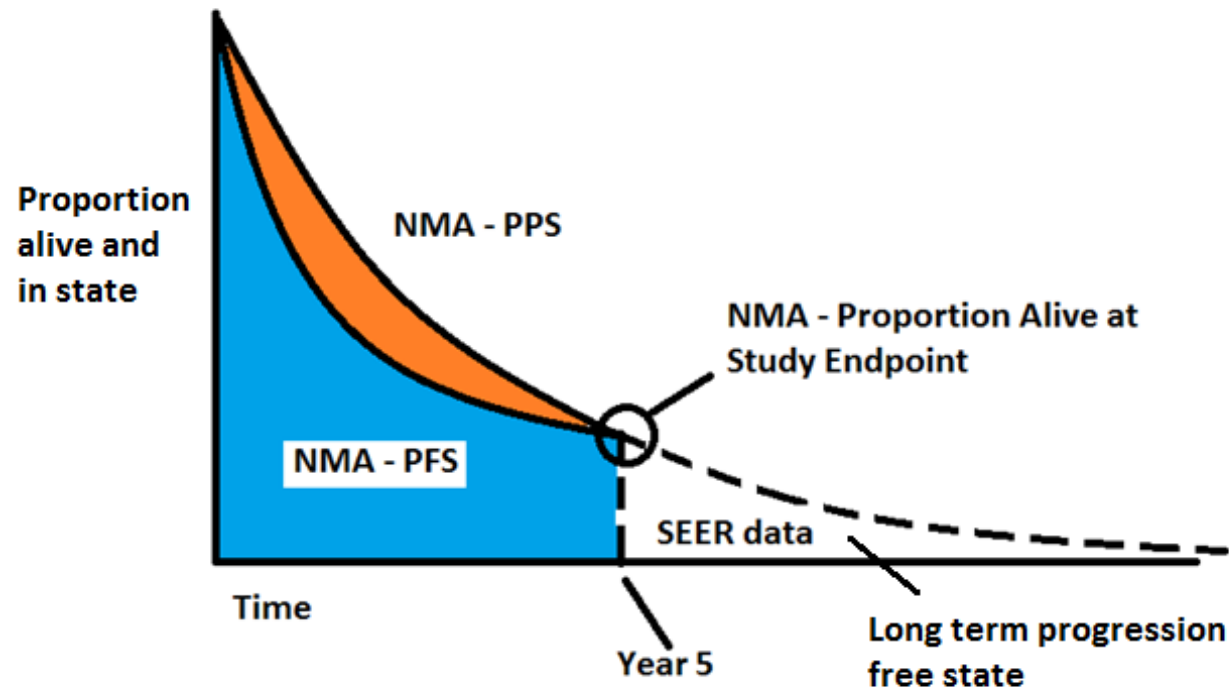 Proportion
alive and
in state
NMA - PPS
NMA - Proportion Alive at
Study Endpoint
NMA - PFS
SEER data
Time
Year 5
Long term progression
free state